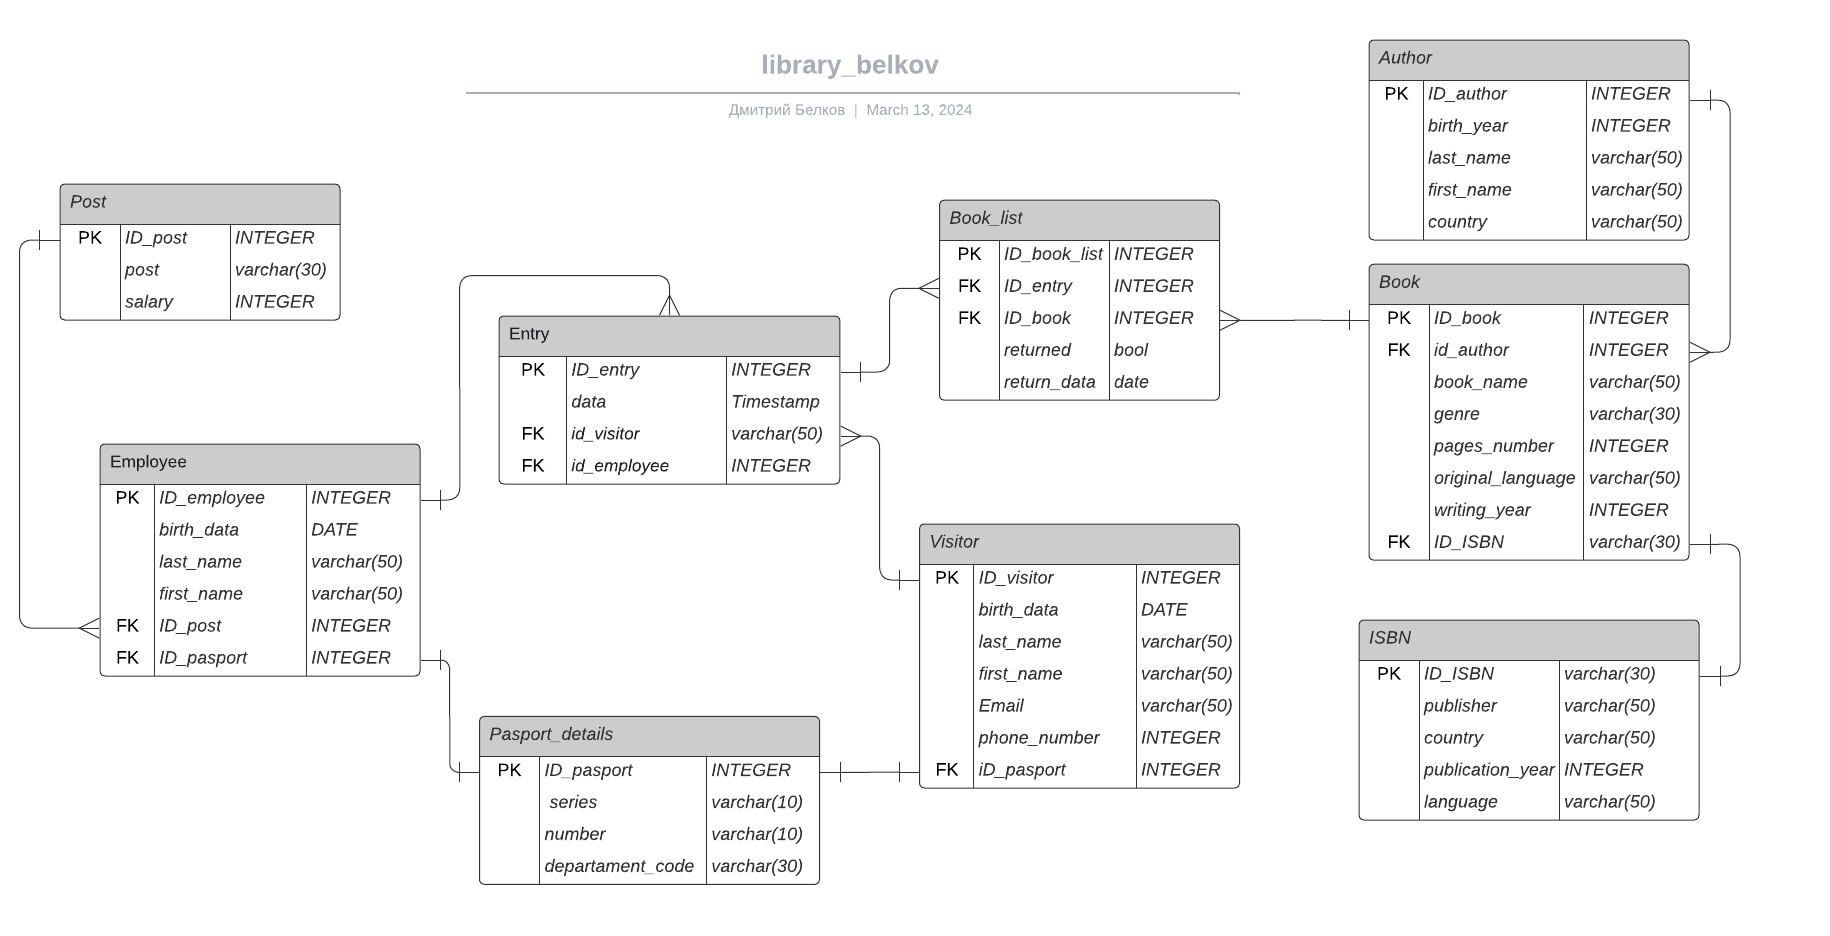 library_belkov
Дмитрий Белков | March 13, 2024
Author
PK ID_author INTEGER
birth_year INTEGER
last_name varchar(50)
first_name varchar(50)
country varchar(50)
Post
PK ID_post INTEGER
post varchar(30)
salary INTEGER
Book_list
PK ID_book_list INTEGER
FK ID_entry INTEGER
FK ID_book INTEGER
returned bool
return_data date
Book
PK ID_book INTEGER
FK id_author INTEGER
book_name varchar(50)
genre varchar(30)
pages_number INTEGER
original_language varchar(50)
writing_year INTEGER
FK ID_ISBN varchar(30)
Entry
PK ID_entry INTEGER
data Timestamp
FK id_visitor varchar(50)
FK id_employee INTEGER
Employee
PK ID_employee INTEGER
birth_data DATE
last_name varchar(50)
first_name varchar(50)
FK ID_post INTEGER
FK ID_pasport INTEGER
Visitor
PK ID_visitor INTEGER
birth_data DATE
last_name varchar(50)
first_name varchar(50)
Email varchar(50)
phone_number INTEGER
FK iD_pasport INTEGER
ISBN
PK ID_ISBN varchar(30)
publisher varchar(50)
country varchar(50)
publication_year INTEGER
language varchar(50)
Pasport_details
PK ID_pasport INTEGER
series varchar(10)
number varchar(10)
departament_code varchar(30)